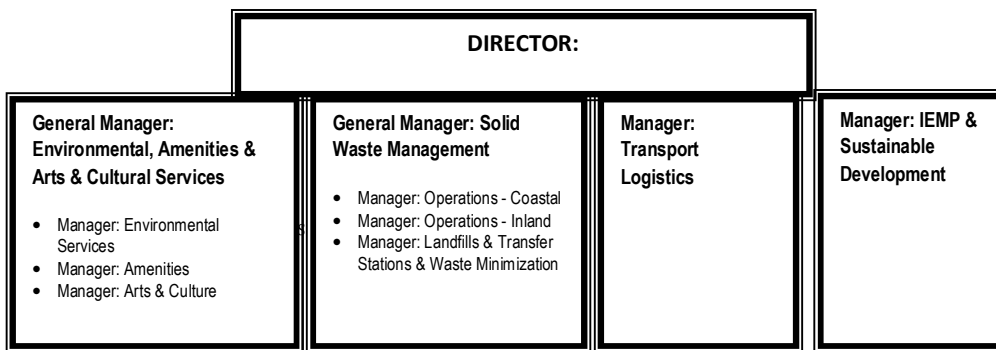 DIRECTOR:
General Manager:
Environmental, Amenities &
Arts & Cultural Services
• Manager: Environmental
Services
• Manager: Amenities
• Manager: Arts & Culture
General Manager: Solid
Waste Management
• Manager: Operations - Coastal
• Manager: Operations - Inland
• Manager: Landfills & Transfer
Stations & Waste Minimization
Manager:
Transport
Logistics
Manager: IEMP &
Sustainable
Development